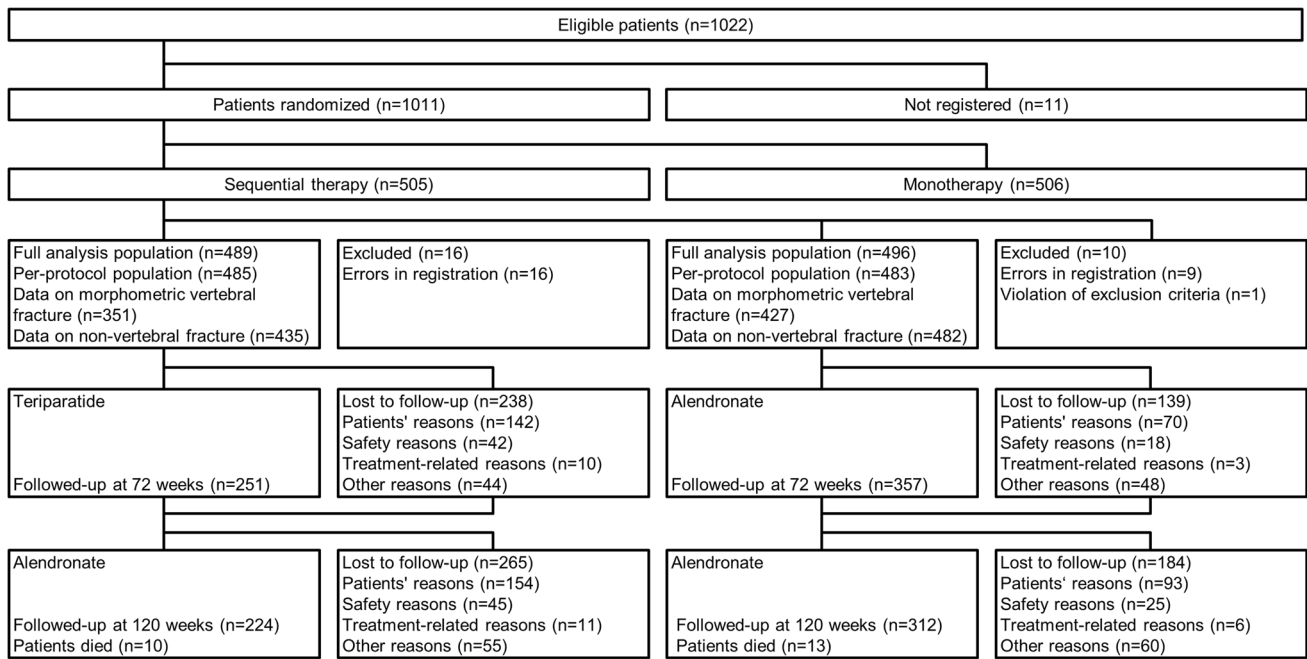 Eligible patients (n=1022)
Patients randomized (n=1011)
Not registered (n=11)
Sequential therapy (n=505)
Monotherapy (n=506)
Full analysis population (n=489)
Per-protocol population (n=485)
Data on morphometric vertebral
fracture (n=351)
Data on non-vertebral fracture (n=435)
Excluded (n=16)
Errors in registration (n=16)
Full analysis population (n=496)
Per-protocol population (n=483)
Data on morphometric vertebral
fracture (n=427)
Data on non-vertebral fracture (n=482)
Excluded (n=10)
Errors in registration (n=9)
Violation of exclusion criteria (n=1)
Teriparatide
Followed-up at 72 weeks (n=251)
Lost to follow-up (n=238)
Patients' reasons (n=142)
Safety reasons (n=42)
Treatment-related reasons (n=10)
Other reasons (n=44)
Alendronate
Followed-up at 72 weeks (n=357)
Lost to follow-up (n=139)
Patients' reasons (n=70)
Safety reasons (n=18)
Treatment-related reasons (n=3)
Other reasons (n=48)
Alendronate
Followed-up at 120 weeks (n=224)
Patients died (n=10)
Lost to follow-up (n=265)
Patients' reasons (n=154)
Safety reasons (n=45)
Treatment-related reasons (n=11)
Other reasons (n=55)
Alendronate
Followed-up at 120 weeks (n=312)
Patients died (n=13)
Lost to follow-up (n=184)
Patients‘ reasons (n=93)
Safety reasons (n=25)
Treatment-related reasons (n=6)
Other reasons (n=60)